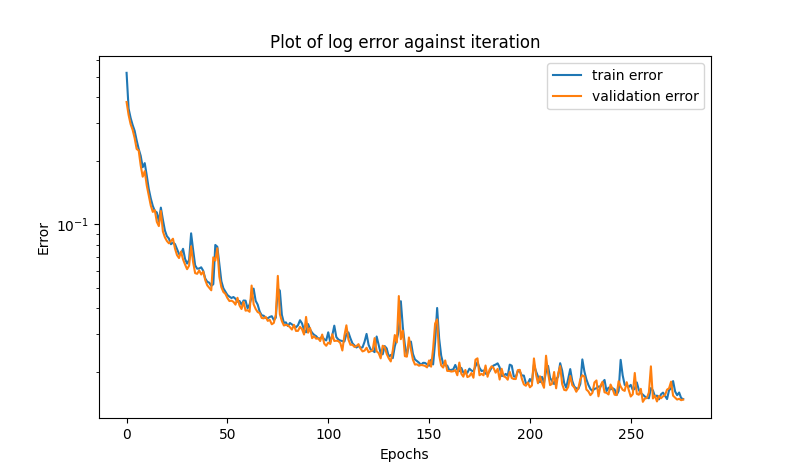 Plot of log error against iteration
train error
validation error
Error
10⁻¹
0
50
100
150
200
250
Epochs